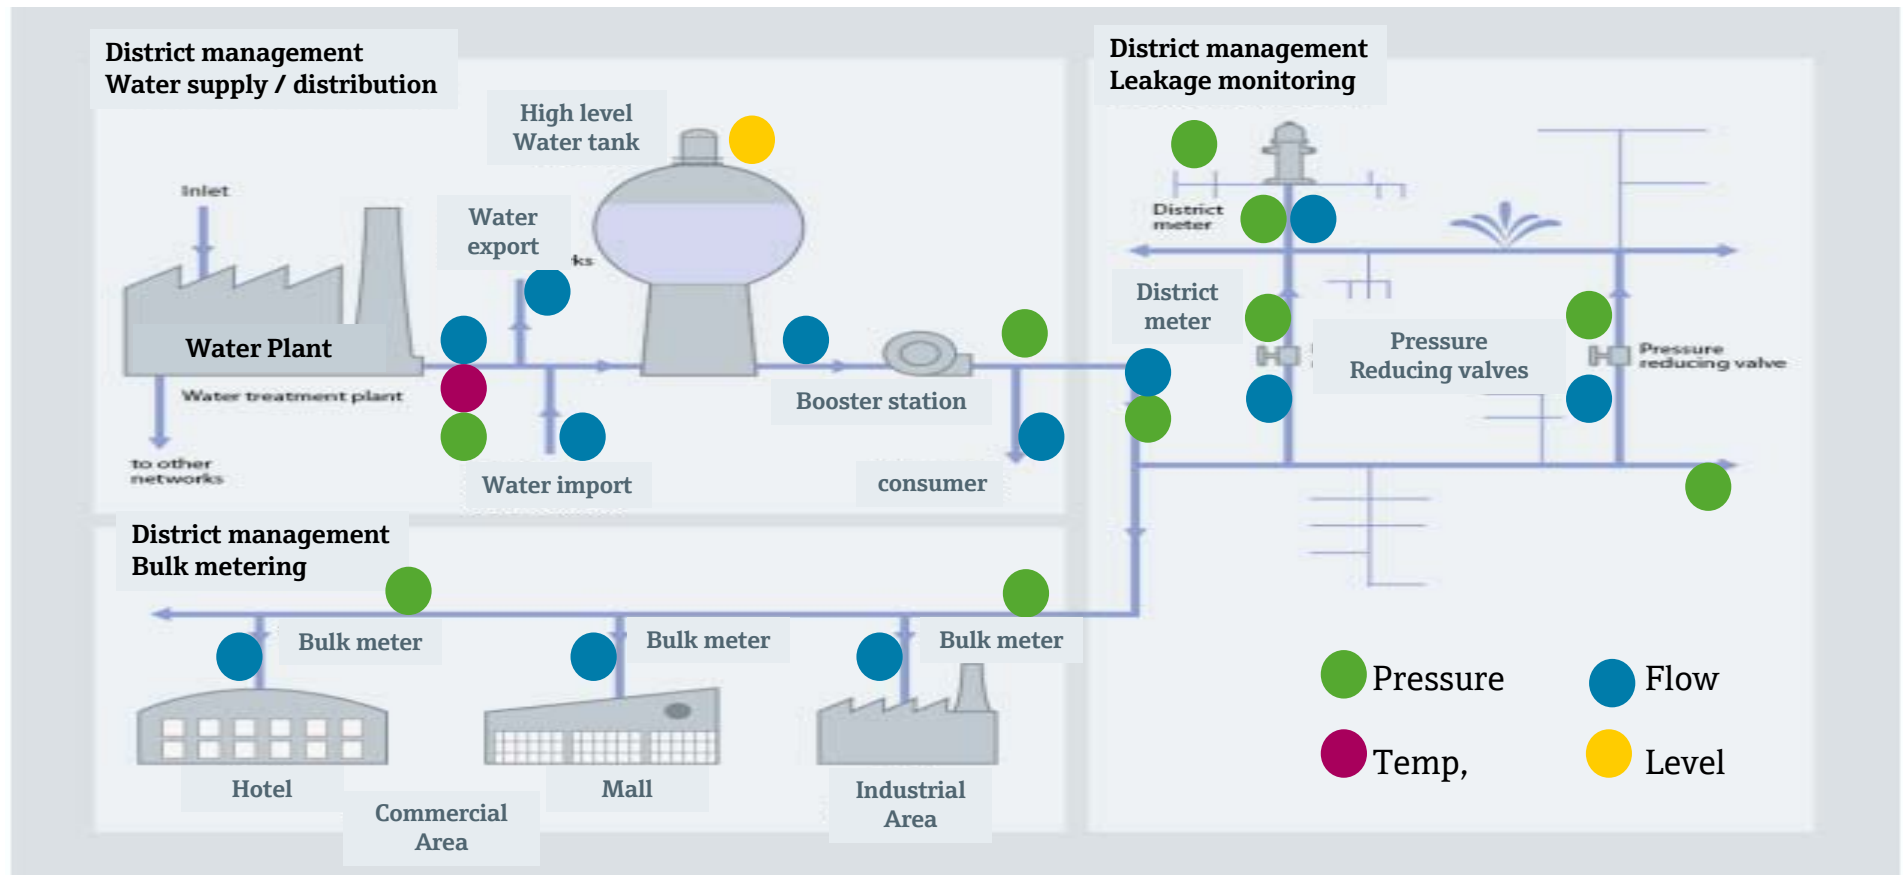 District management
Water supply / distribution
High level
Water tank
Inlet
Water
export
ks
Water Plant
Water treatment plant
to other
networks
Water import
Booster station
consumer
District management
Leakage monitoring
District
meter
District
meter
Pressure
Reducing valves
Pressure
reducing valve
District management
Bulk metering
Bulk meter
Bulk meter
Bulk meter
Hotel
Commercial
Area
Mall
Industrial
Area
Pressure
Flow
Temp,
Level